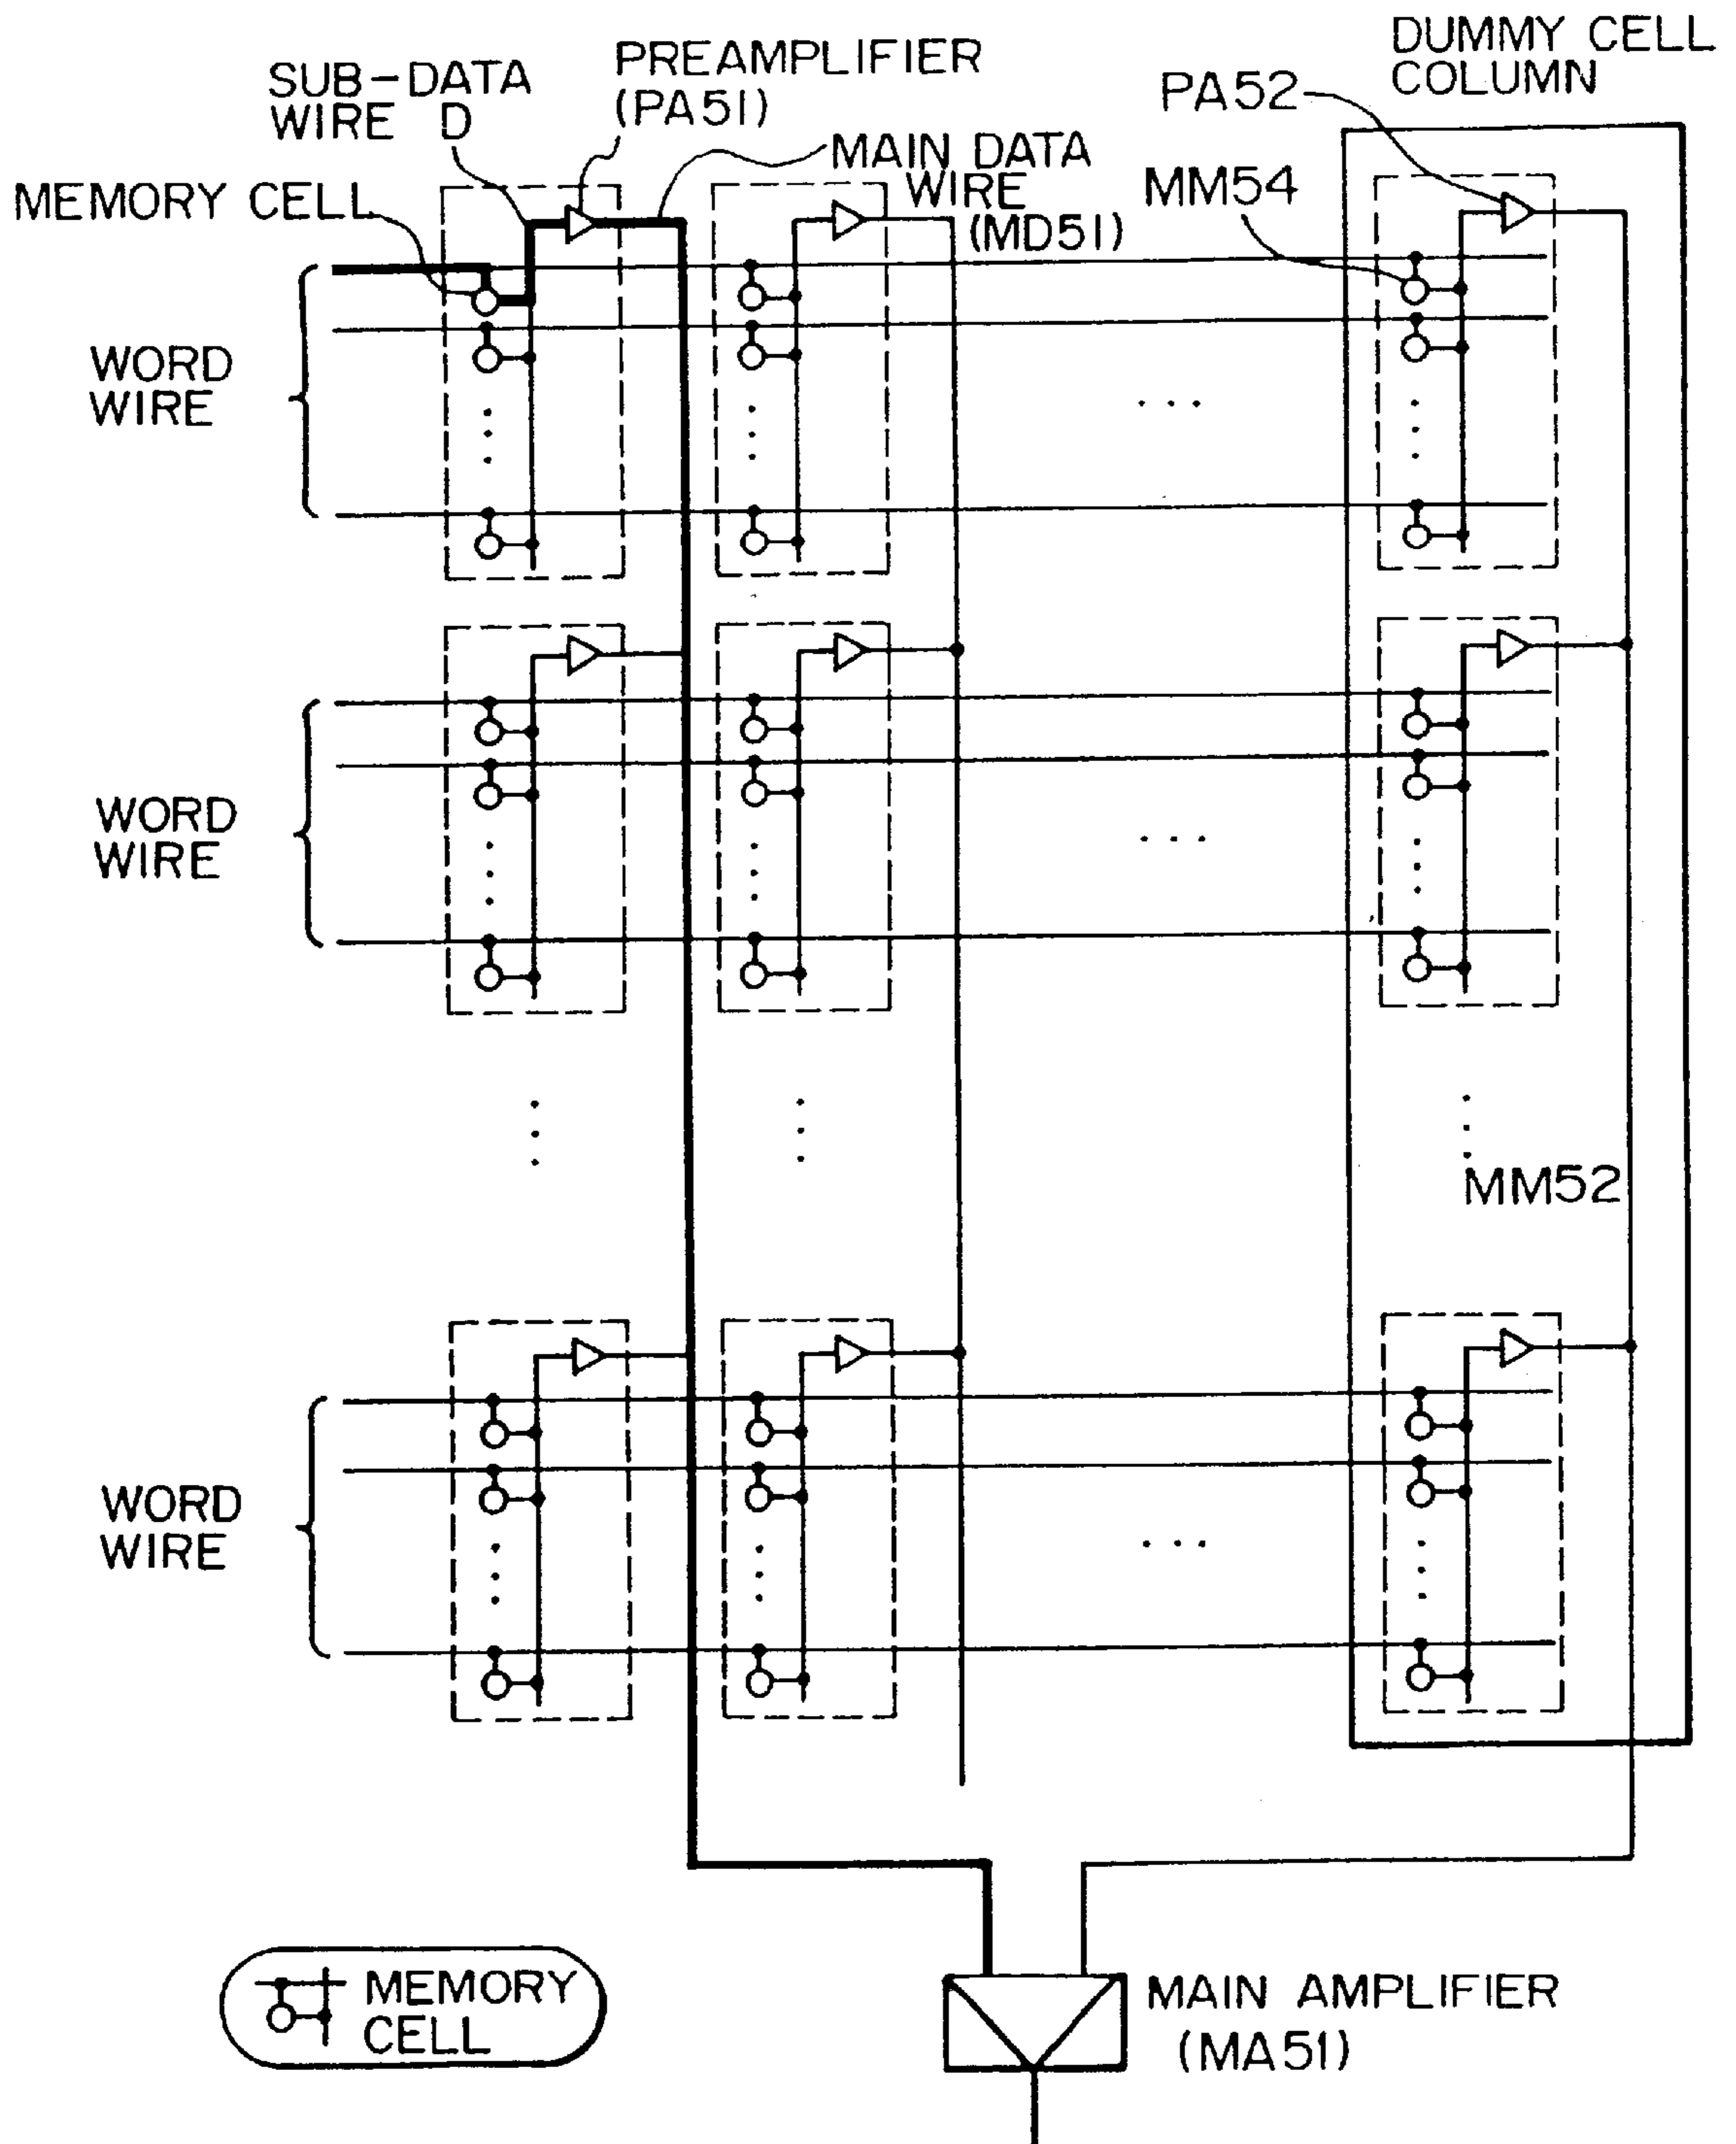 DUMMY CELL
COLUMN
PREAMPLIFIER
(PA51)
SUB-DATA
WIRE D
PA52
MAIN DATA
WIRE
(MD51)
MEMORY CELL
MM54
WORD
WIRE
WORD
WIRE
MM52
WORD
WIRE
MEMORY
CELL
MAIN AMPLIFIER
(MA51)